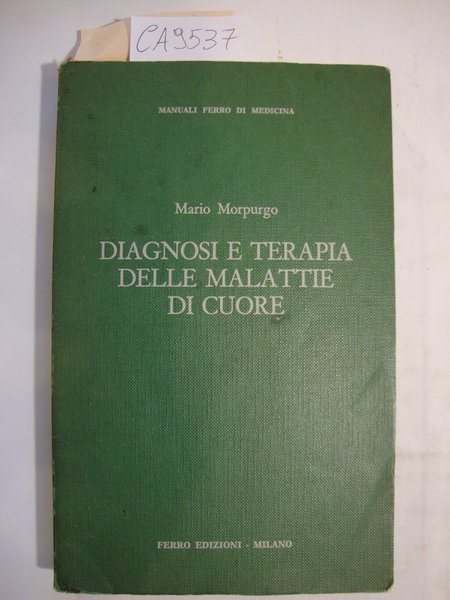 CA9537
MANUALI FERRO DI MEDICINA
Mario Morpurgo
DIAGNOSI E TERAPIA
DELLE MALATTIE
DI CUORE
FERRO EDIZIONI - MILANO